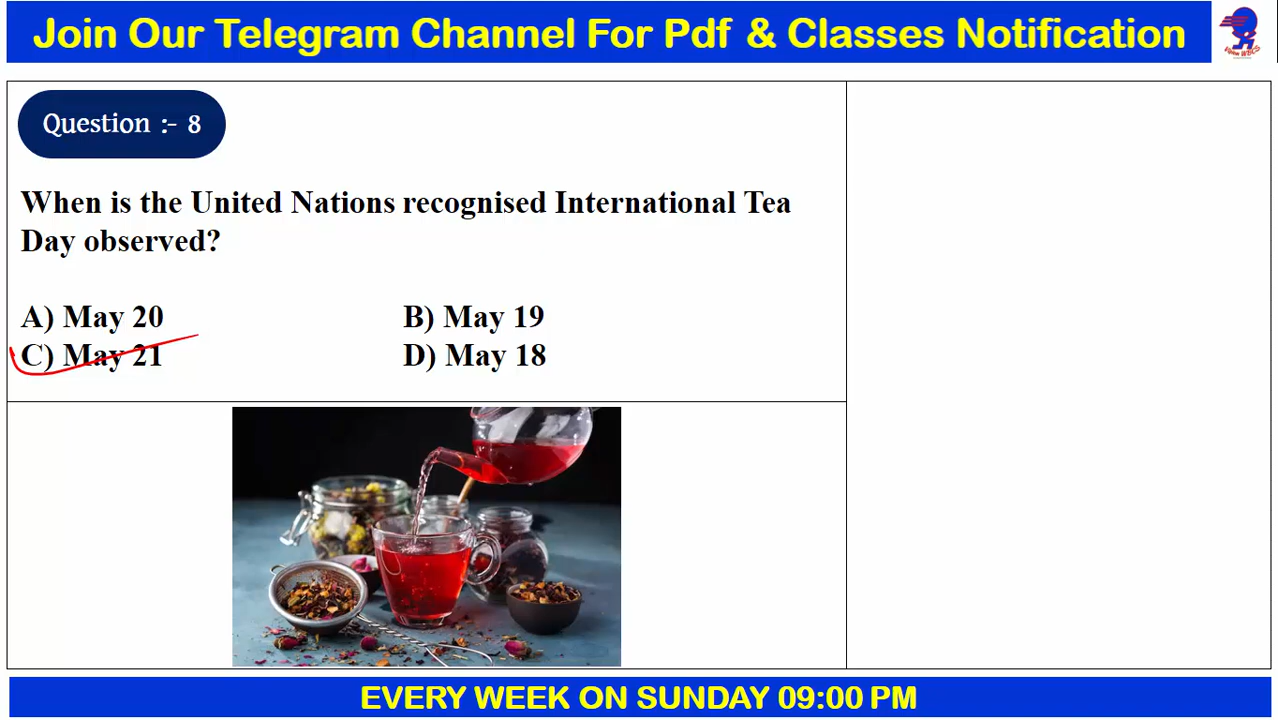 Join Our Telegram Channel For Pdf & Classes Notification
Question :- 8
When is the United Nations recognised International Tea
Day observed?
A) May 20
B) May 19
C) May 21
D) May 18
EVERY WEEK ON SUNDAY 09:00 PM